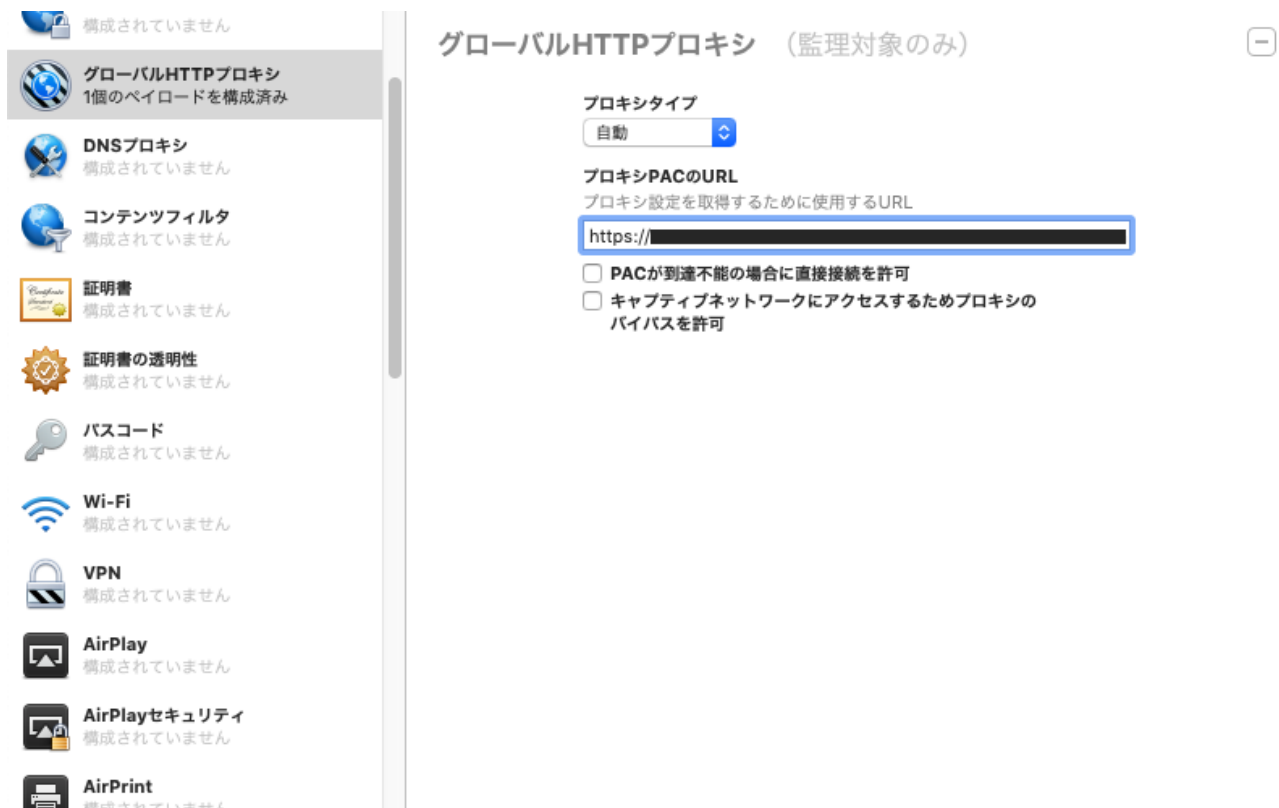 構成されていません
グローバルHTTPプロキシ
1個のペイロードを構成済み
DNSプロキシ
構成されていません
コンテンツフィルタ
構成されていません
証明書
構成されていません
証明書の透明性
構成されていません
パスコード
構成されていません
Wi-Fi
構成されていません
VPN
構成されていません
AirPlay
構成されていません
AirPlayセキュリティ
構成されていません
AirPrint
構成されていません
グローバルHTTPプロキシ （監理対象のみ）
プロキシタイプ
自動
プロキシPACのURL
プロキシ設定を取得するために使用するURL
https://
PACが到達不能の場合に直接接続を許可
キャプティブネットワークにアクセスするためプロキシの
バイパスを許可